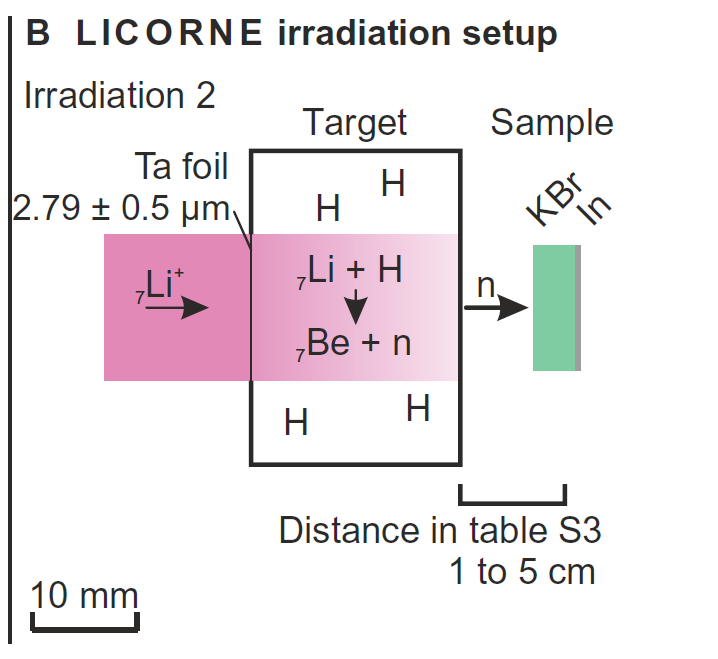 B LICORNE irradiation setup
Irradiation 2
Target
Sample
Ta foil
2.79 ± 0.5 µm
KBr
In
H
H
₇Li⁺
₇Li + H
n
₇Be + n
H
H
Distance in table S3
1 to 5 cm
10 mm